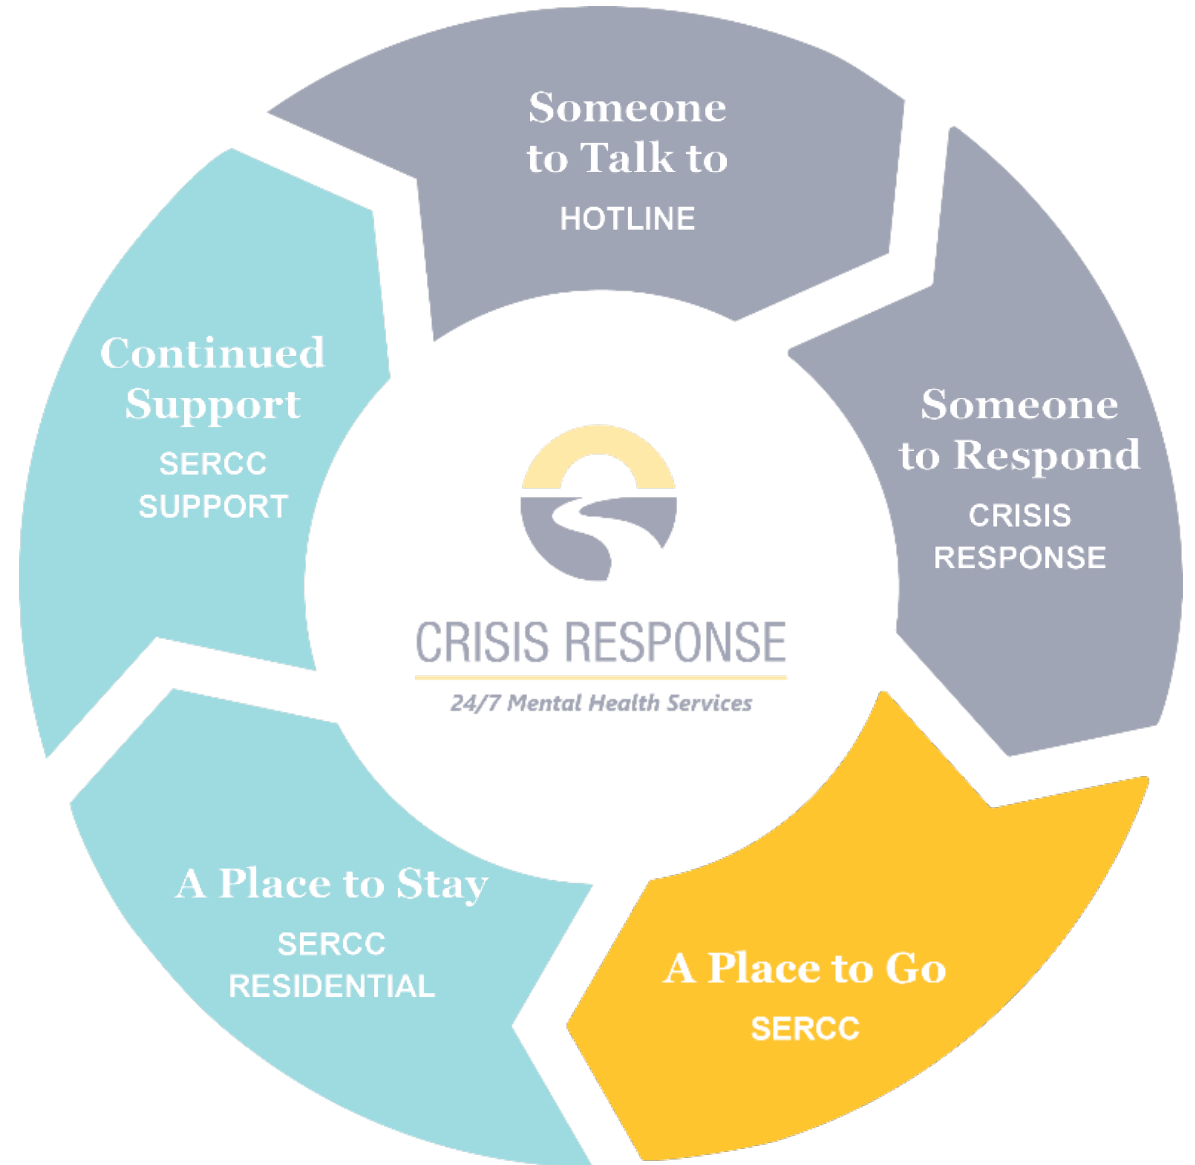 Someone
to Talk to
HOTLINE
Someone
to Respond
CRISIS
RESPONSE
A Place to Go
SERCC
A Place to Stay
SERCC
RESIDENTIAL
Continued
Support
SERCC
SUPPORT
CRISIS RESPONSE
24/7 Mental Health Services